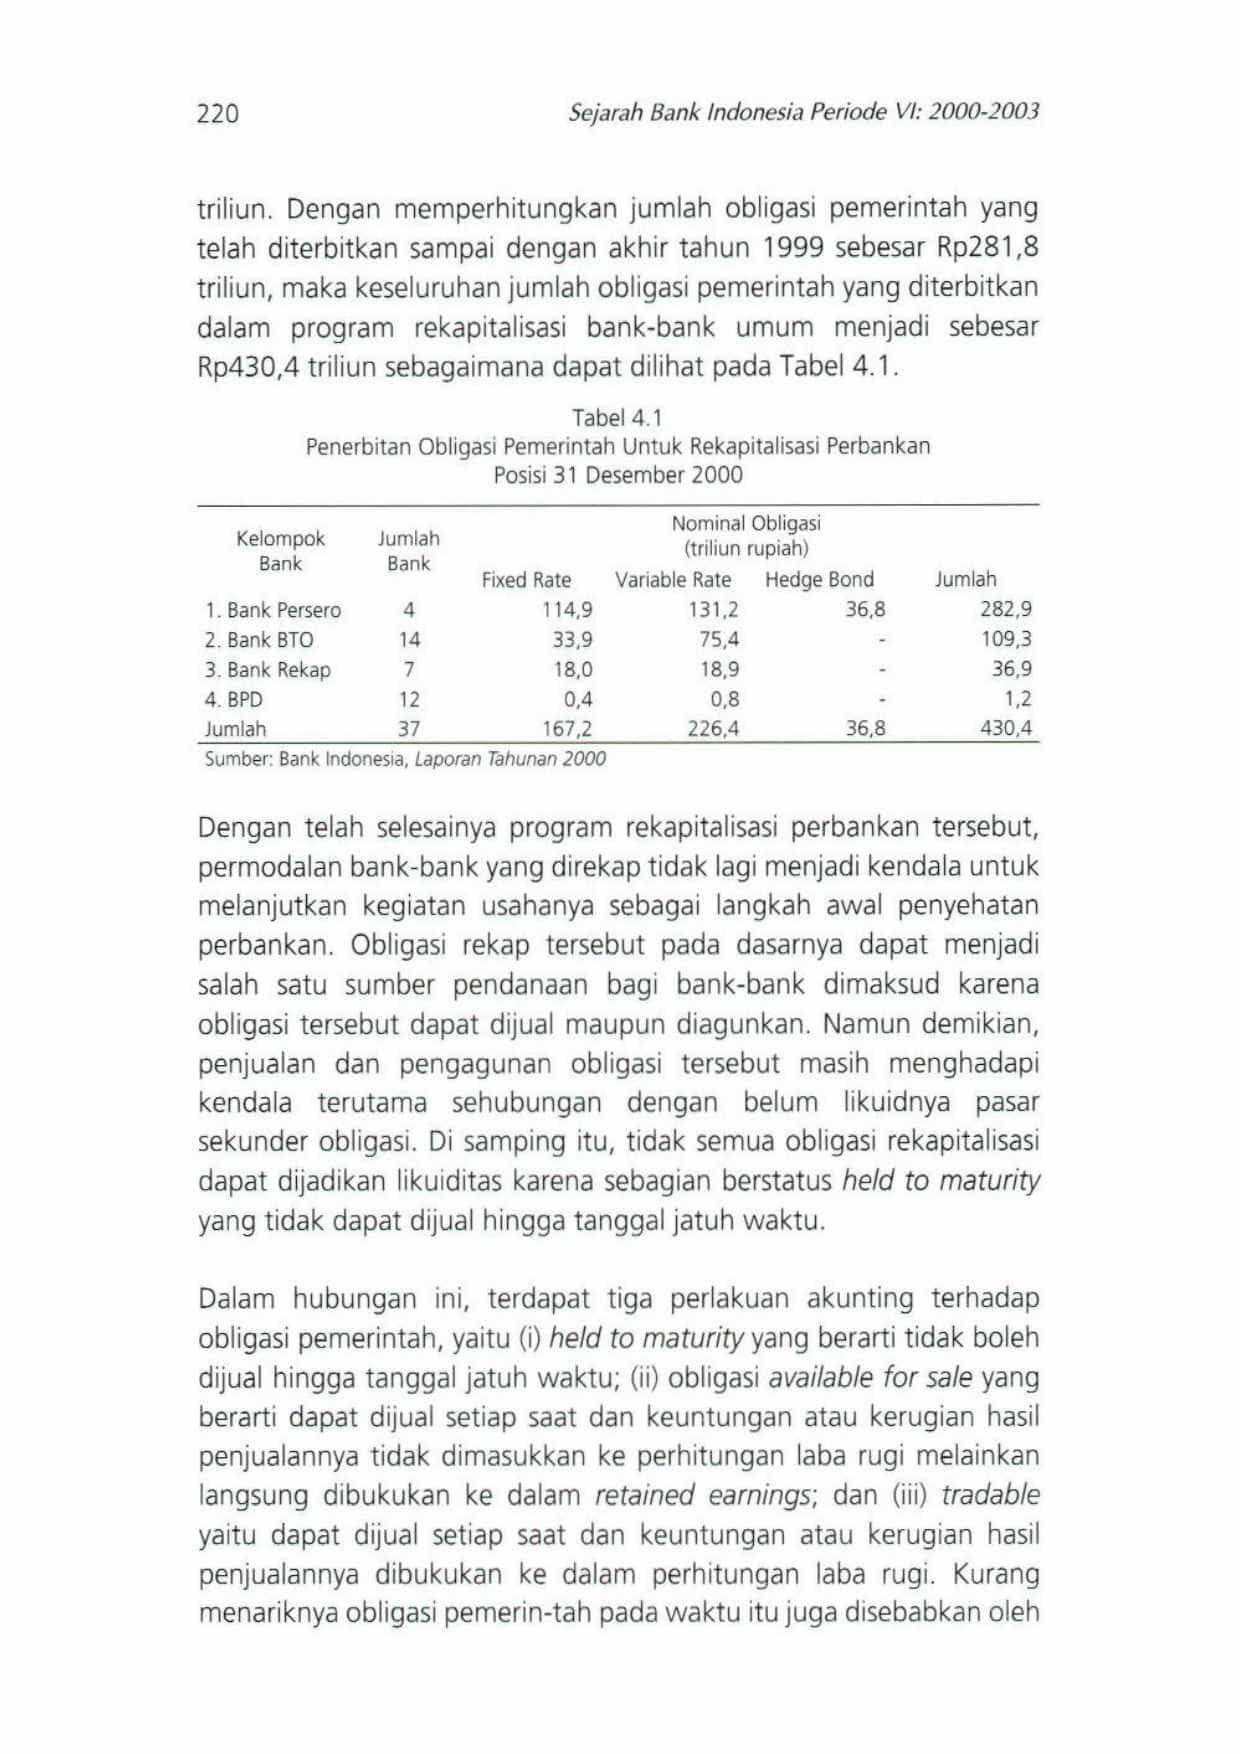 220 Sejarah Bank Indonesia Periode VI: 2000-2003
triliun. Dengan memperhitungkan jumlah obligasi pemerintah yang
telah diterbitkan sampai dengan akhir tahun 1999 sebesar Rp281,8
triliun, maka keseluruhan jumlah obligasi pemerintah yang diterbitkan
dalam program rekapitalisasi bank-bank umum menjadi sebesar
Rp430,4 triliun sebagaimana dapat dilihat pada Tabel 4.1.
Tabel 4.1
Penerbitan Obligasi Pemerintah Untuk Rekapitalisasi Perbankan
Posisi 31 Desember 2000
Nominal Obligasi
Kelompok Jumlah
(triliun rupiah)
Bank Bank
Fixed Rate Variable Rate Hedge Bond Jumlah
1. Bank Persero 4 114,9 131,2 36,8 282,9
2. Bank BTO 14 33,9 75,4 - 109,3
3. Bank Rekap 7 18,0 18,9 - 36,9
4. BPD 12 0,4 0,8 - 1,2
Jumlah 37 167,2 226,4 36,8 430,4
Sumber: Bank Indonesia, Laporan Tahunan 2000
Dengan telah selesainya program rekapitalisasi perbankan tersebut,
permodalan bank-bank yang direkap tidak lagi menjadi kendala untuk
melanjutkan kegiatan usahanya sebagai langkah awal penyehatan
perbankan. Obligasi rekap tersebut pada dasarnya dapat menjadi
salah satu sumber pendanaan bagi bank-bank dimaksud karena
obligasi tersebut dapat dijual maupun diagunkan. Namun demikian,
penjualan dan pengagunan obligasi tersebut masih menghadapi
kendala terutama sehubungan dengan belum likuidnya pasar
sekunder obligasi. Di samping itu, tidak semua obligasi rekapitalisasi
dapat dijadikan likuiditas karena sebagian berstatus held to maturity
yang tidak dapat dijual hingga tanggal jatuh waktu.
Dalam hubungan ini, terdapat tiga perlakuan akunting terhadap
obligasi pemerintah, yaitu (i) held to maturity yang berarti tidak boleh
dijual hingga tanggal jatuh waktu; (ii) obligasi available for sale yang
berarti dapat dijual setiap saat dan keuntungan atau kerugian hasil
penjualannya tidak dimasukkan ke perhitungan laba rugi melainkan
langsung dibukukan ke dalam retained earnings; dan (iii) tradable
yaitu dapat dijual setiap saat dan keuntungan atau kerugian hasil
penjualannya dibukukan ke dalam perhitungan laba rugi. Kurang
menariknya obligasi pemerin-tah pada waktu itu juga disebabkan oleh